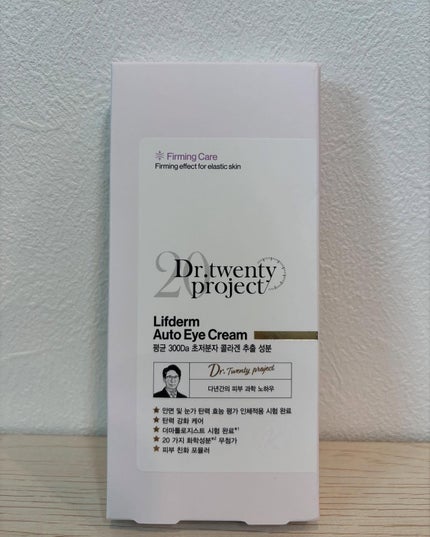 Firming Care
Firming effect for elastic skin
20
Dr.twenty
project
Lifderm
Auto Eye Cream
평균 300Da 초저분자 콜라겐 추출 성분
Dr. Twenty project
다년간의 피부 과학 노하우
★ 안면 및 눈가 탄력 효능 평가 인체적용 시험 완료
★ 탄력 강화 케어
★ 더마톨로지스트 시험 완료*¹
★ 20 가지 화학성분*² 무첨가
★ 피부 친화 포뮬러